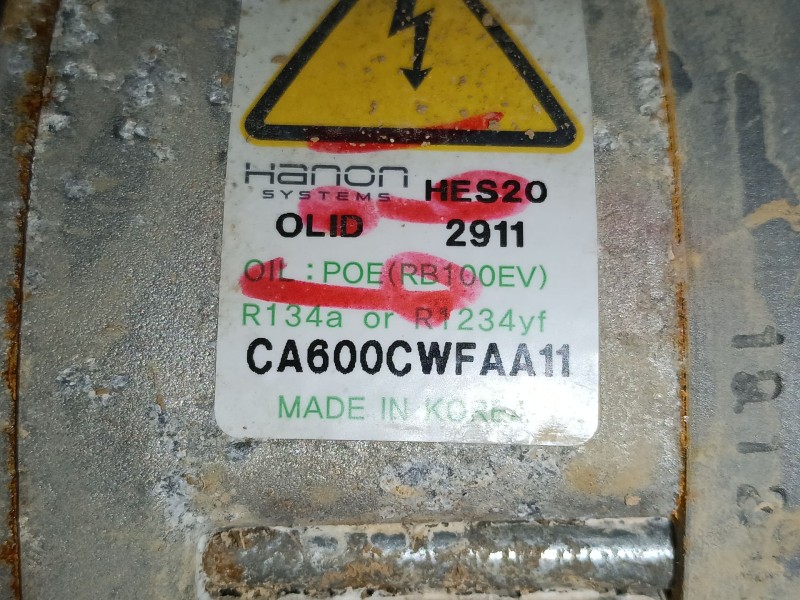 Hanon
SYSTEMS
HES20
OLID 2911
OIL : POE(RB100EV)
R134a or R1234yf
CA600CWFAA11
MADE IN KOREA